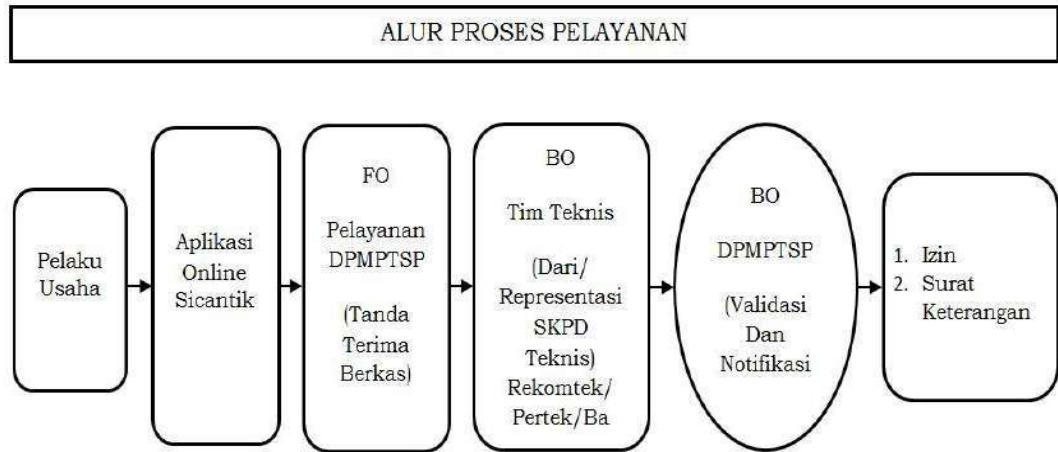 ALUR PROSES PELAYANAN
Pelaku
Usaha
Aplikasi
Online
Sicantik
FO
Pelayanan
DPMPTSP
(Tanda
Terima
Berkas)
BO
Tim Teknis
(Dari/
Representasi
SKPD
Teknis)
Rekomtek/
Pertek/Ba
BO
DPMPTSP
(Validasi
Dan
Notifikasi
1. Izin
2. Surat
Keterangan